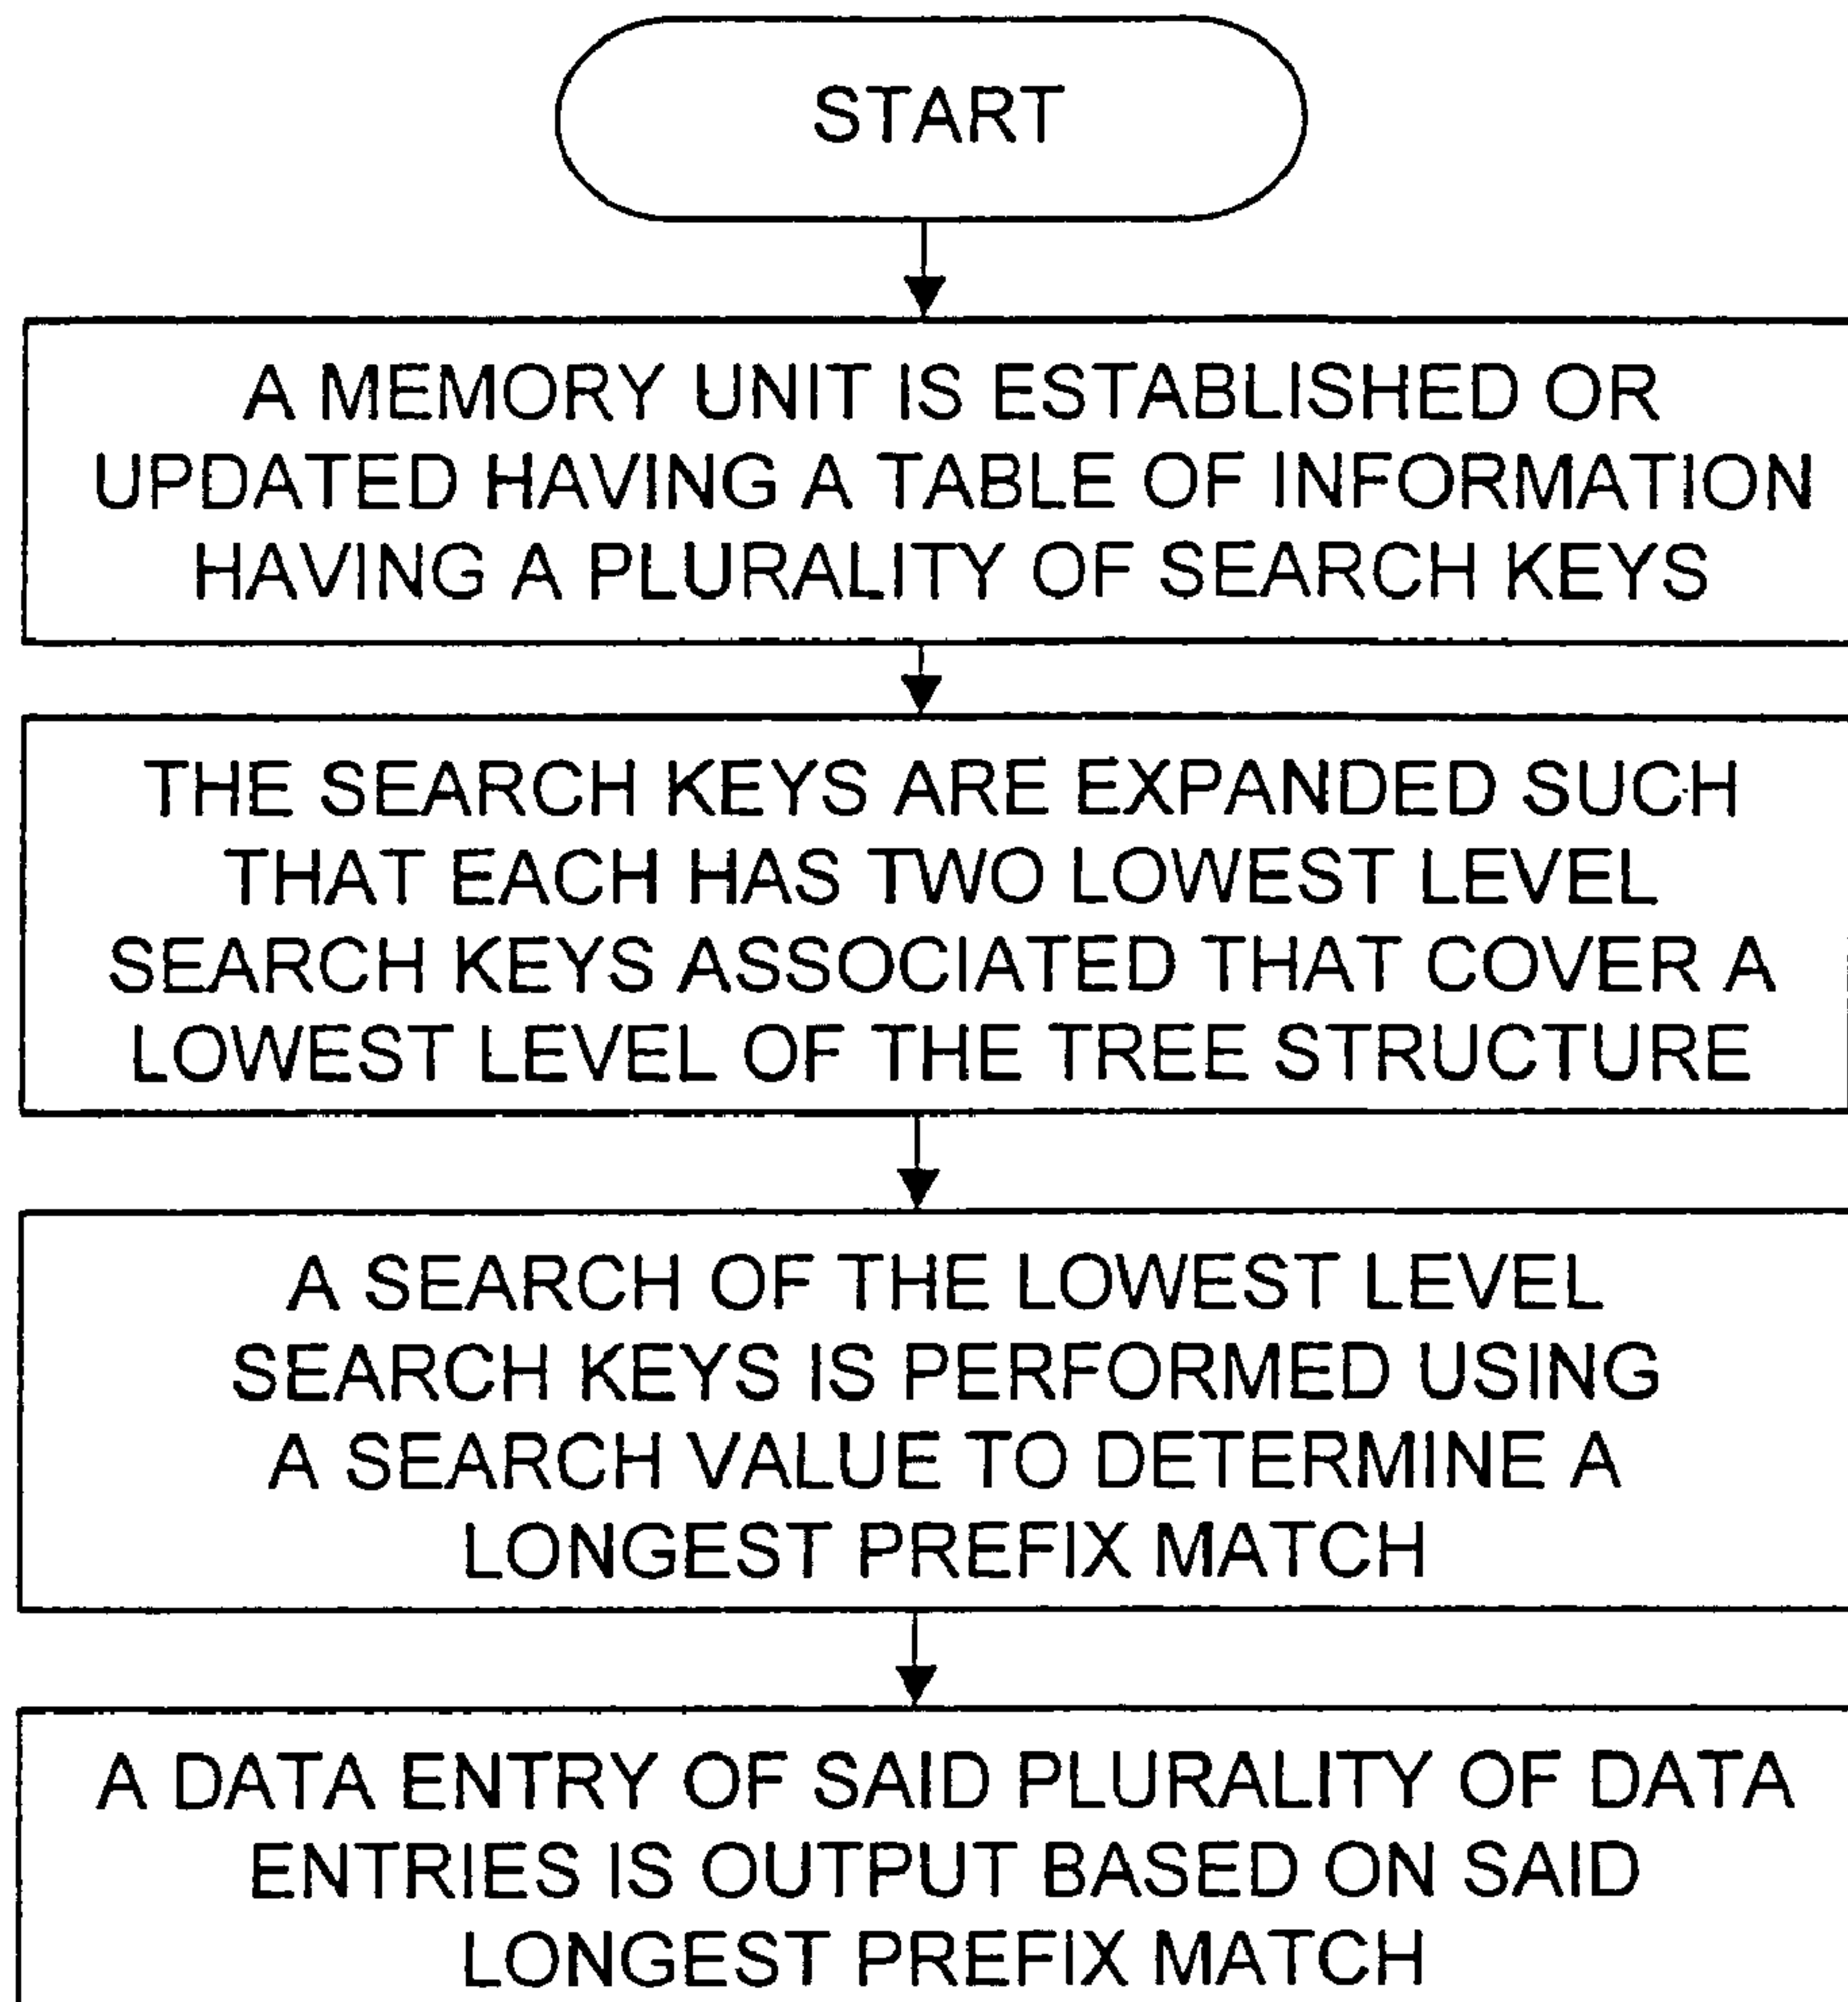 START
A MEMORY UNIT IS ESTABLISHED OR
UPDATED HAVING A TABLE OF INFORMATION
HAVING A PLURALITY OF SEARCH KEYS
THE SEARCH KEYS ARE EXPANDED SUCH
THAT EACH HAS TWO LOWEST LEVEL
SEARCH KEYS ASSOCIATED THAT COVER A
LOWEST LEVEL OF THE TREE STRUCTURE
A SEARCH OF THE LOWEST LEVEL
SEARCH KEYS IS PERFORMED USING
A SEARCH VALUE TO DETERMINE A
LONGEST PREFIX MATCH
A DATA ENTRY OF SAID PLURALITY OF DATA
ENTRIES IS OUTPUT BASED ON SAID
LONGEST PREFIX MATCH